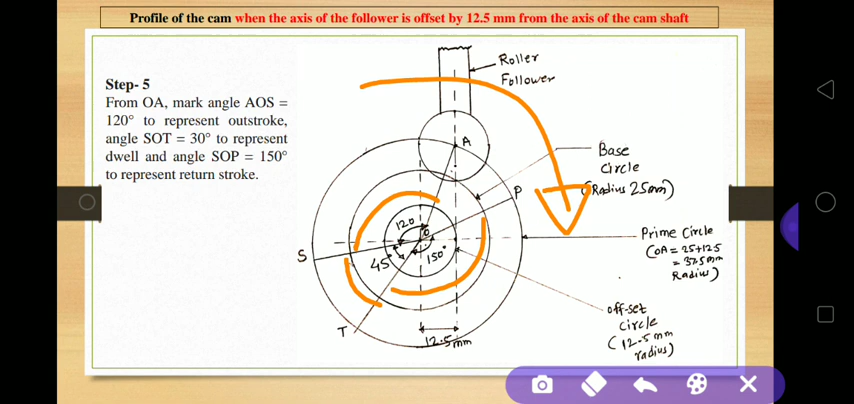 Profile of the cam when the axis of the follower is offset by 12.5 mm from the axis of the cam shaft
Step- 5
From OA, mark angle AOS =
120° to represent outstroke,
angle SOT = 30° to represent
dwell and angle SOP = 150°
to represent return stroke.
Roller
Follower
A
Base
Circle
(Radius 25mm)
P
120°
O
Prime Circle
(OA = 25+12.5
= 37.5mm
Radius)
S
45°
150°
off-set
circle
(12.5 mm
radius)
T
12.5mm